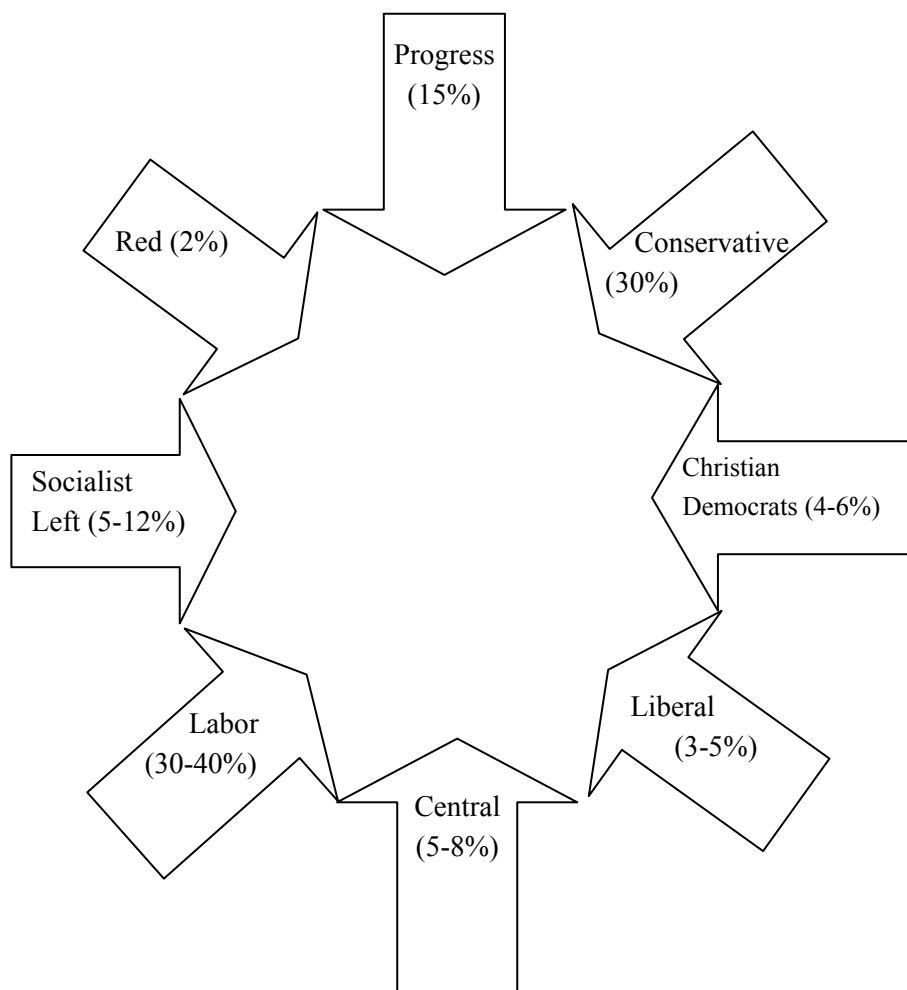 Progress
(15%)
Red (2%)
Conservative
(30%)
Socialist
Left (5-12%)
Christian
Democrats (4-6%)
Labor
(30-40%)
Liberal
(3-5%)
Central
(5-8%)